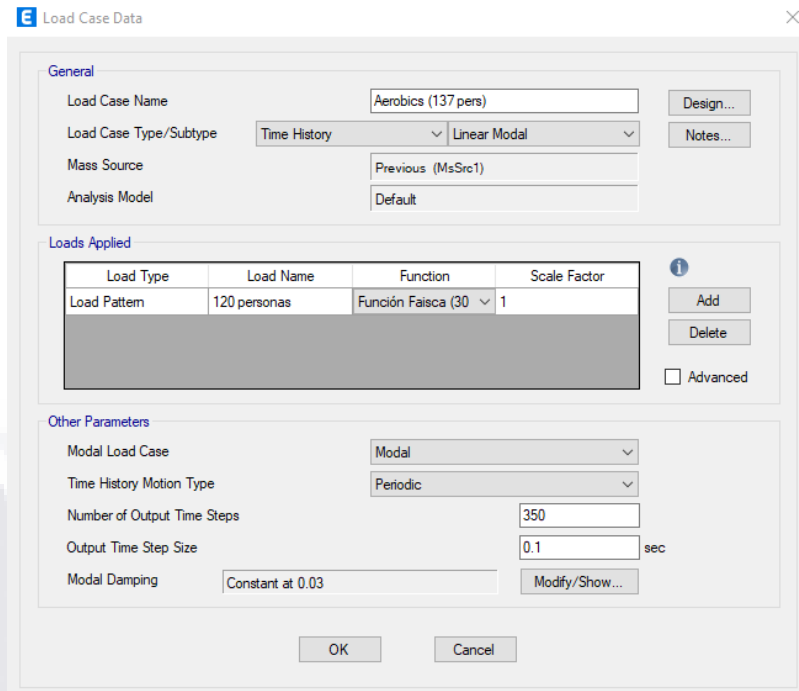 E Load Case Data
General
Load Case Name Aerobics (137 pers) Design...
Load Case Type/Subtype Time History Linear Modal Notes...
Mass Source Previous (MsSrc1)
Analysis Model Default
Loads Applied
Load Type Load Name Function Scale Factor
Load Pattern 120 personas Función Faisca (30 1
Add
Delete
Advanced
Other Parameters
Modal Load Case Modal
Time History Motion Type Periodic
Number of Output Time Steps 350
Output Time Step Size 0.1 sec
Modal Damping Constant at 0.03 Modify/Show...
OK Cancel